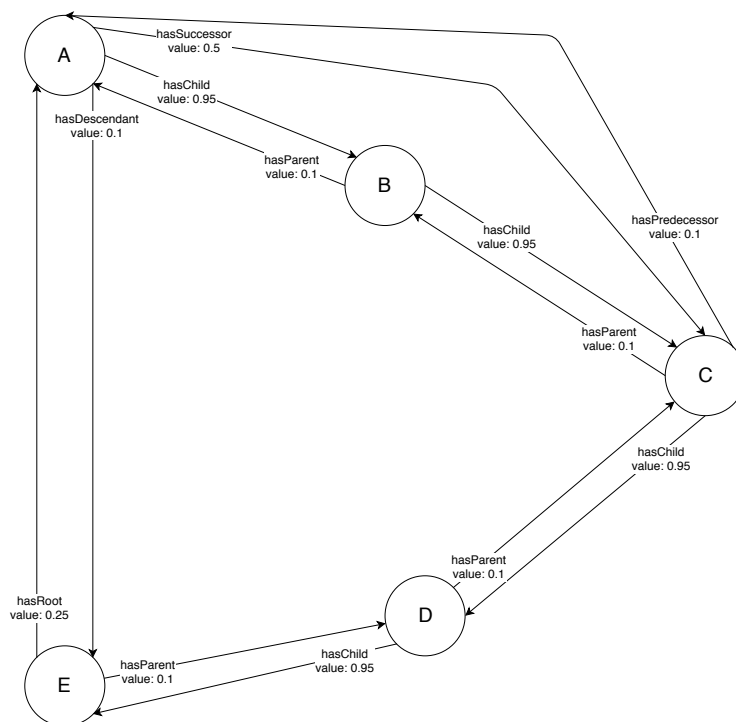 A
hasSuccessor
value: 0.5
hasChild
value: 0.95
hasDescendant
value: 0.1
hasParent
value: 0.1
B
hasChild
value: 0.95
hasPredecessor
value: 0.1
hasParent
value: 0.1
C
hasChild
value: 0.95
hasParent
value: 0.1
D
hasRoot
value: 0.25
hasParent
value: 0.1
hasChild
value: 0.95
E